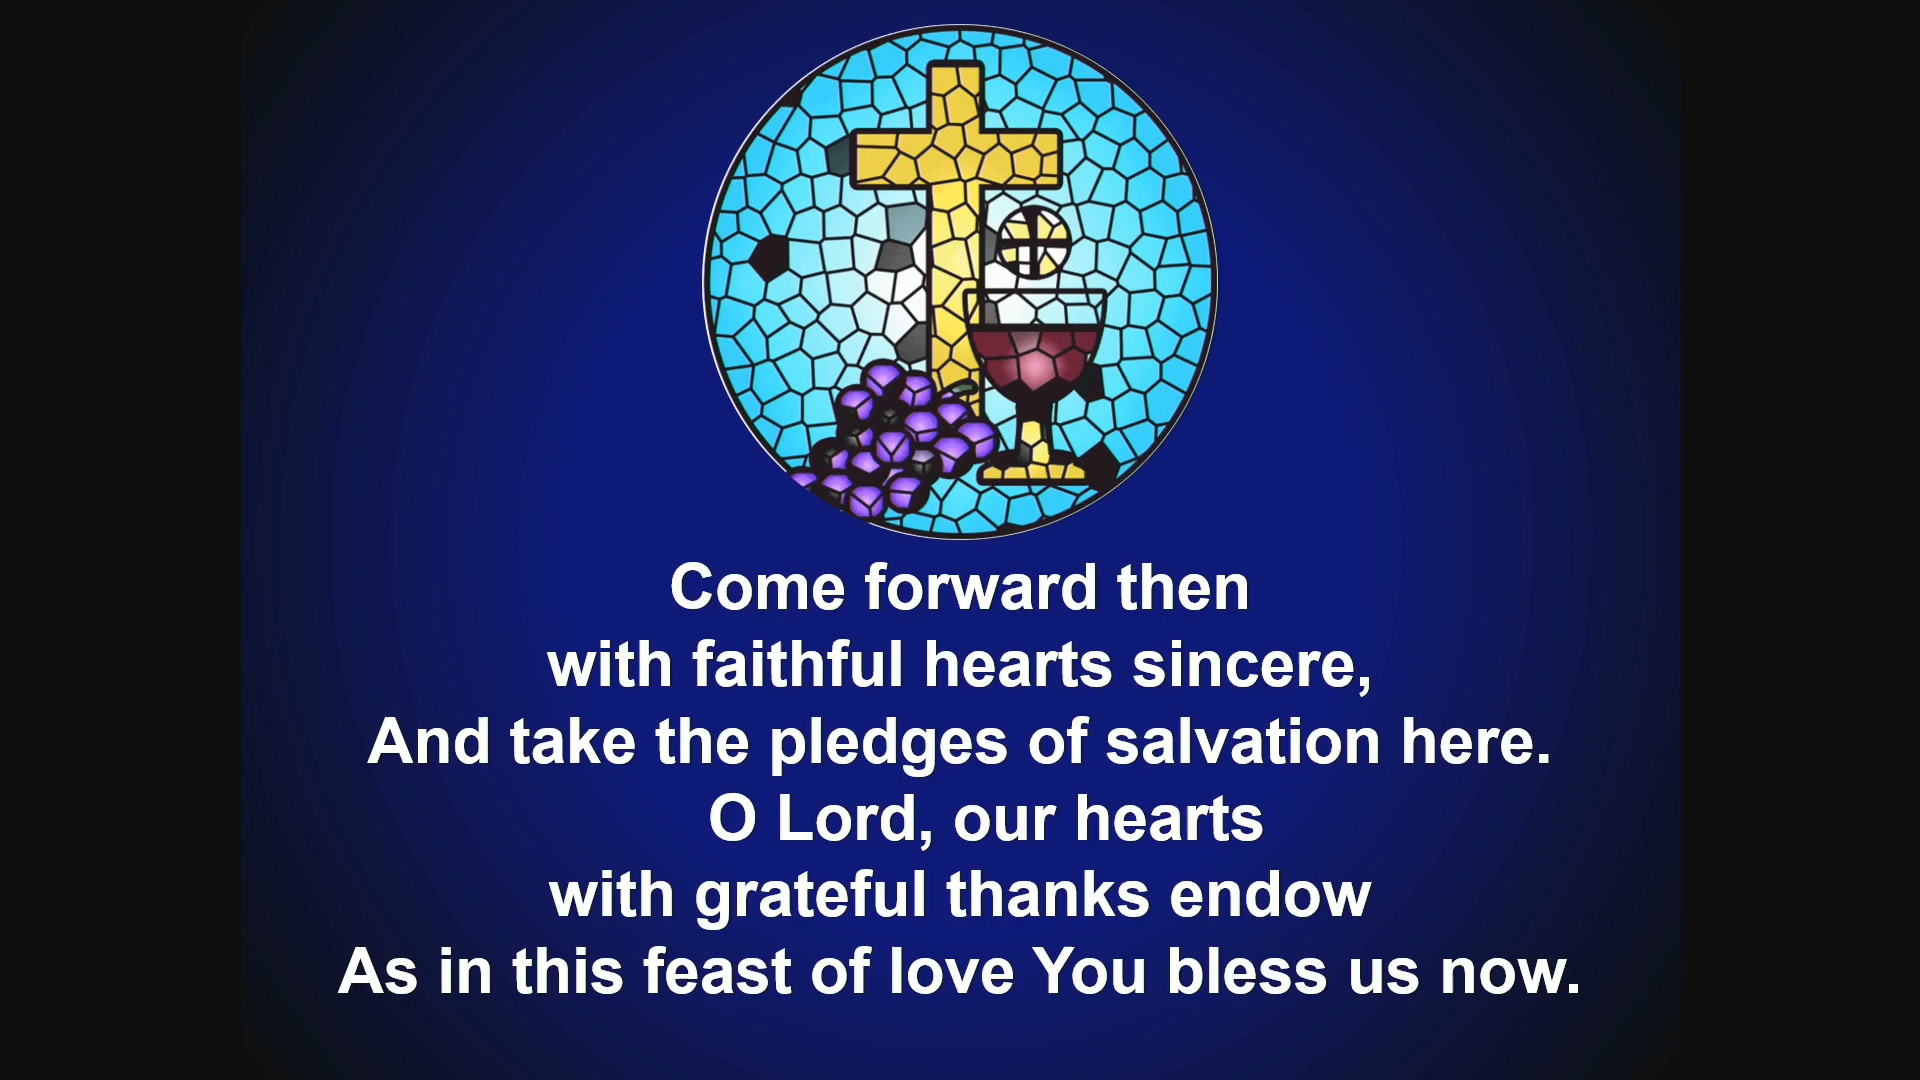 Come forward then
with faithful hearts sincere,
And take the pledges of salvation here.
O Lord, our hearts
with grateful thanks endow
As in this feast of love You bless us now.